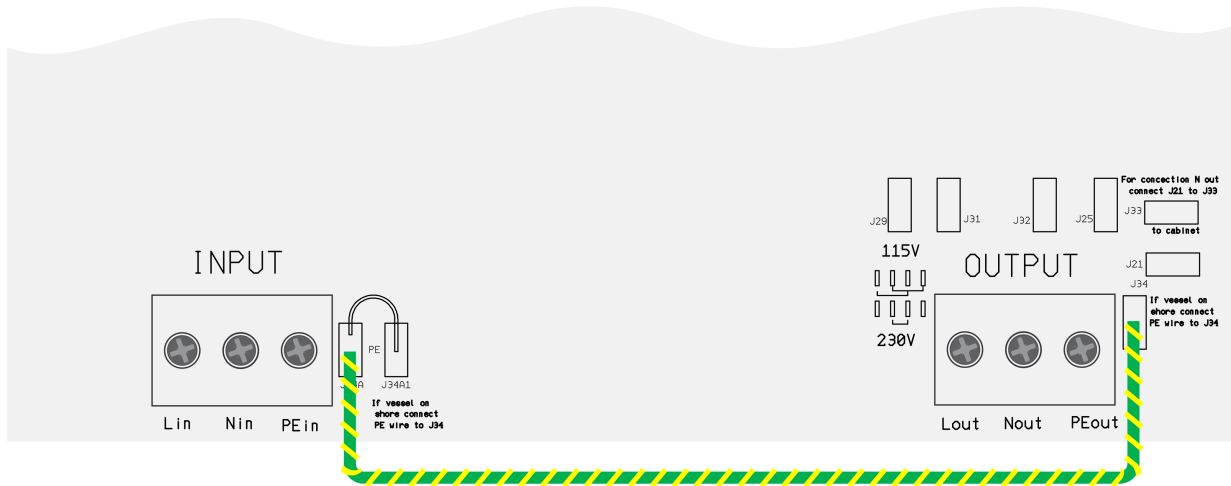 For concection N out
connect J21 to J33
J29
J31
J32
J25
J33
to cabinet
115V
INPUT
OUTPUT
J21
J34
If vessel on
shore connect
PE wire to J34
230V
PE
J34A1
If vessel on
shore connect
PE wire to J34
Lin
Nin
PEin
Lout
Nout
PEout